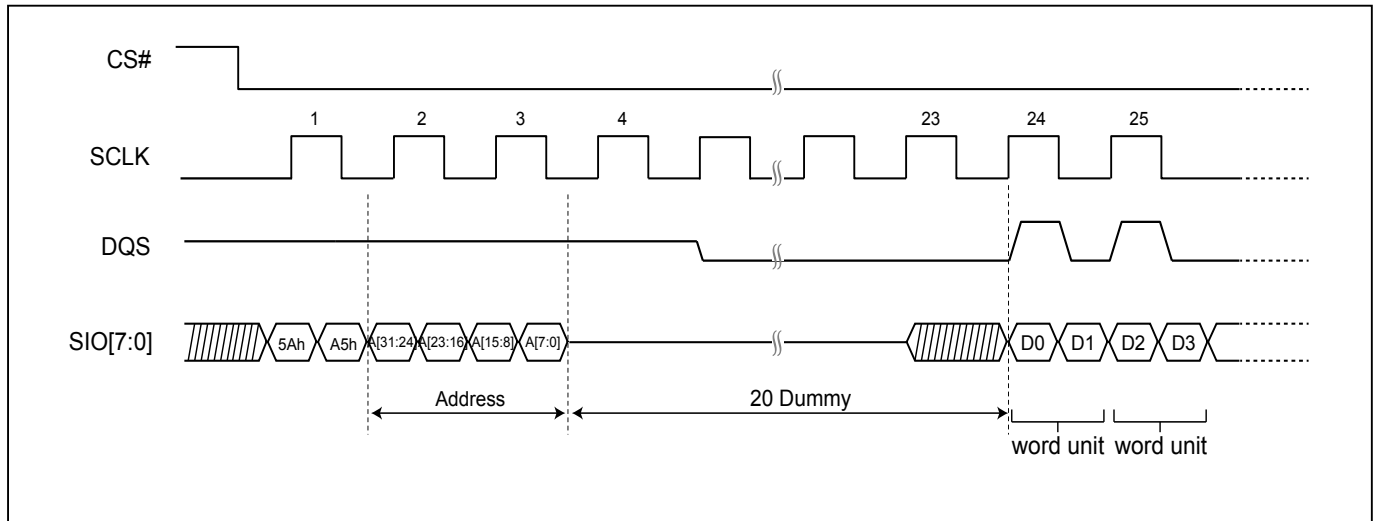 CS#
1 2 3 4 23 24 25
SCLK
DQS
SIO[7:0]
5Ah A5h A[31:24] A[23:16] A[15:8] A[7:0] D0 D1 D2 D3
Address 20 Dummy
word unit word unit